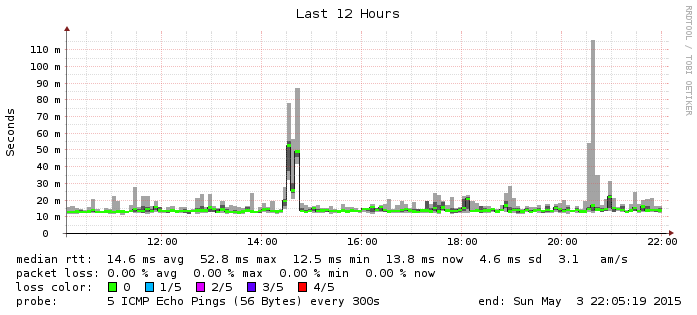 Last 12 Hours
RRDTOOL / TOBI OETIKER
Seconds
110 m
100 m
90 m
80 m
70 m
60 m
50 m
40 m
30 m
20 m
10 m
0
12:00 14:00 16:00 18:00 20:00 22:00
median rtt: 14.6 ms avg 52.8 ms max 12.5 ms min 13.8 ms now 4.6 ms sd 3.1 am/s
packet loss: 0.00 % avg 0.00 % max 0.00 % min 0.00 % now
loss color: 0 1/5 2/5 3/5 4/5
probe: 5 ICMP Echo Pings (56 Bytes) every 300s end: Sun May 3 22:05:19 2015